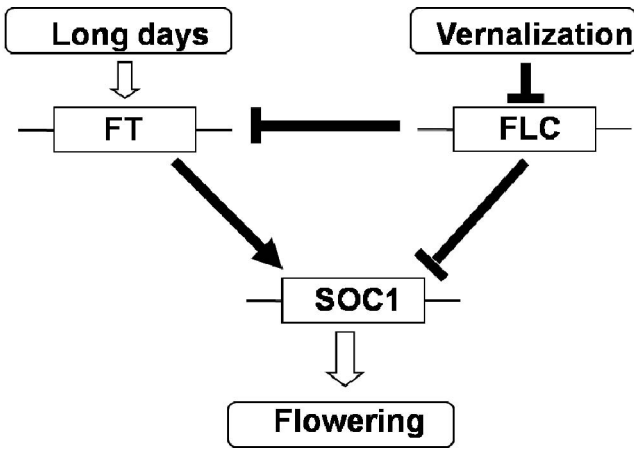 Long days
Vernalization
FT
FLC
SOC1
Flowering